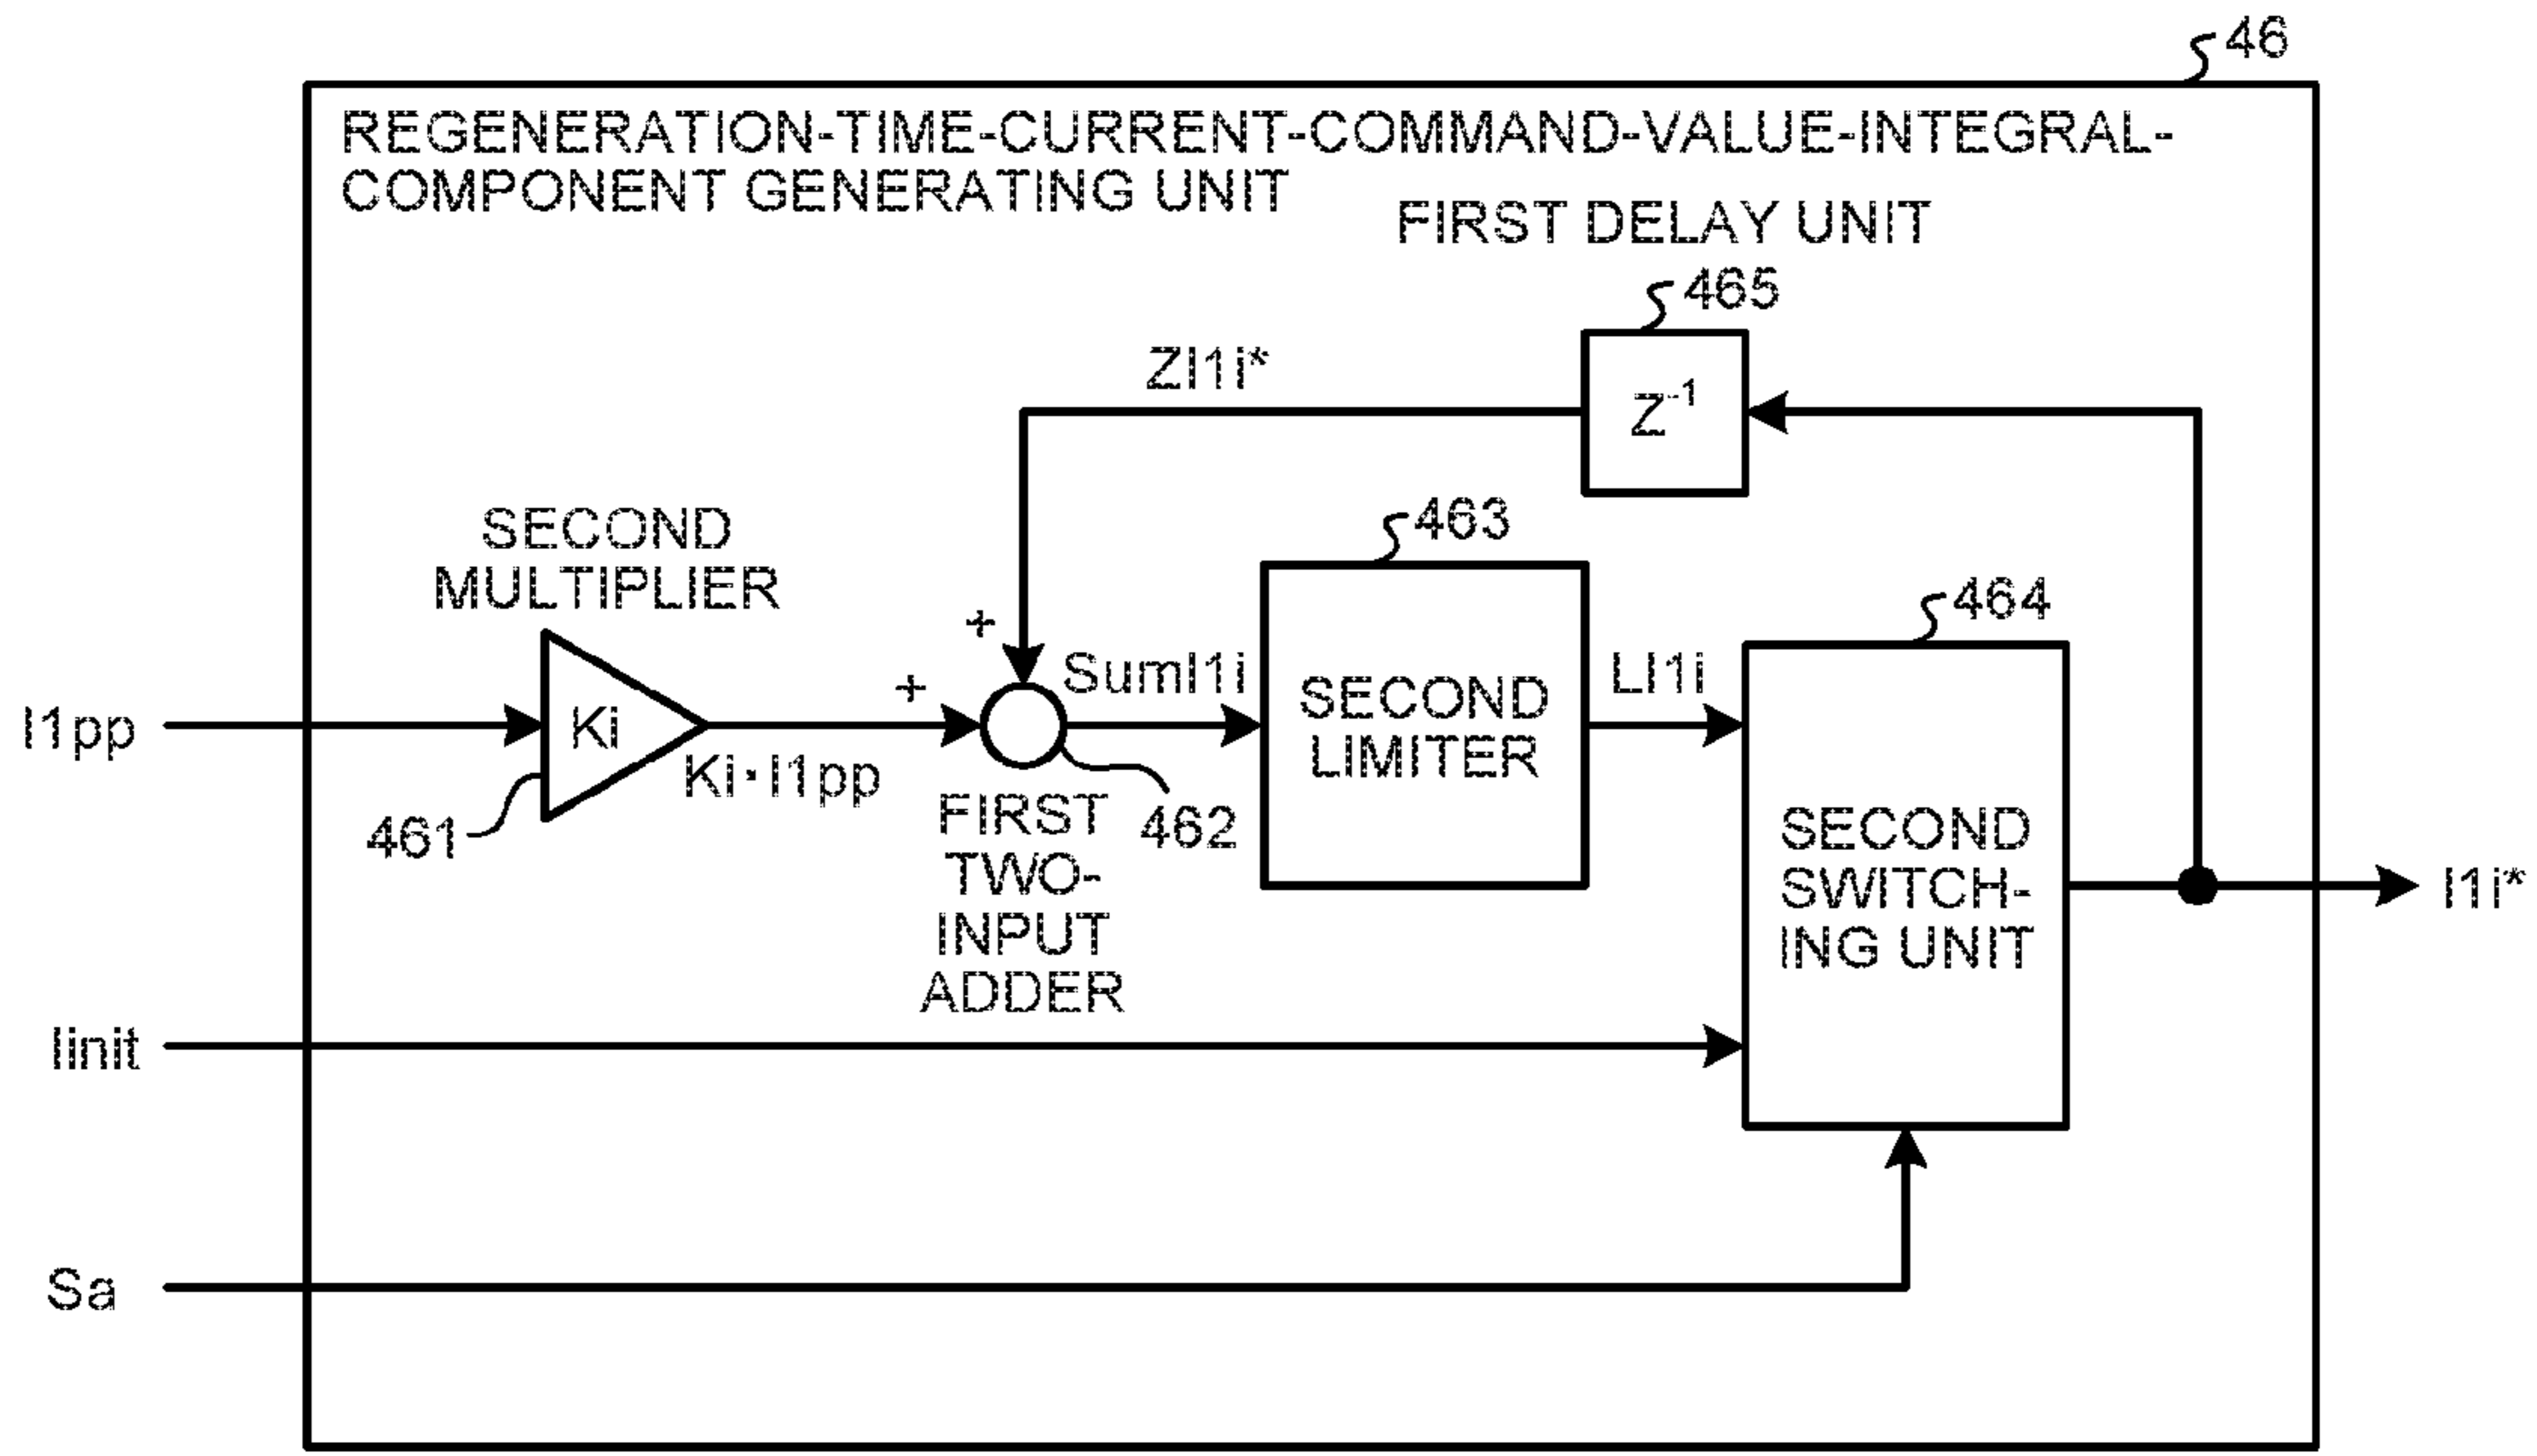 46
REGENERATION-TIME-CURRENT-COMMAND-VALUE-INTEGRAL-
COMPONENT GENERATING UNIT
FIRST DELAY UNIT
465
ZI1i*
Z⁻¹
SECOND
MULTIPLIER
463
464
+
+
SumI1i
LI1i
I1pp
Ki
Ki·I1pp
SECOND
LIMITER
461
462
FIRST
TWO-
INPUT
ADDER
SECOND
SWITCH-
ING UNIT
I1i*
Iinit
Sa